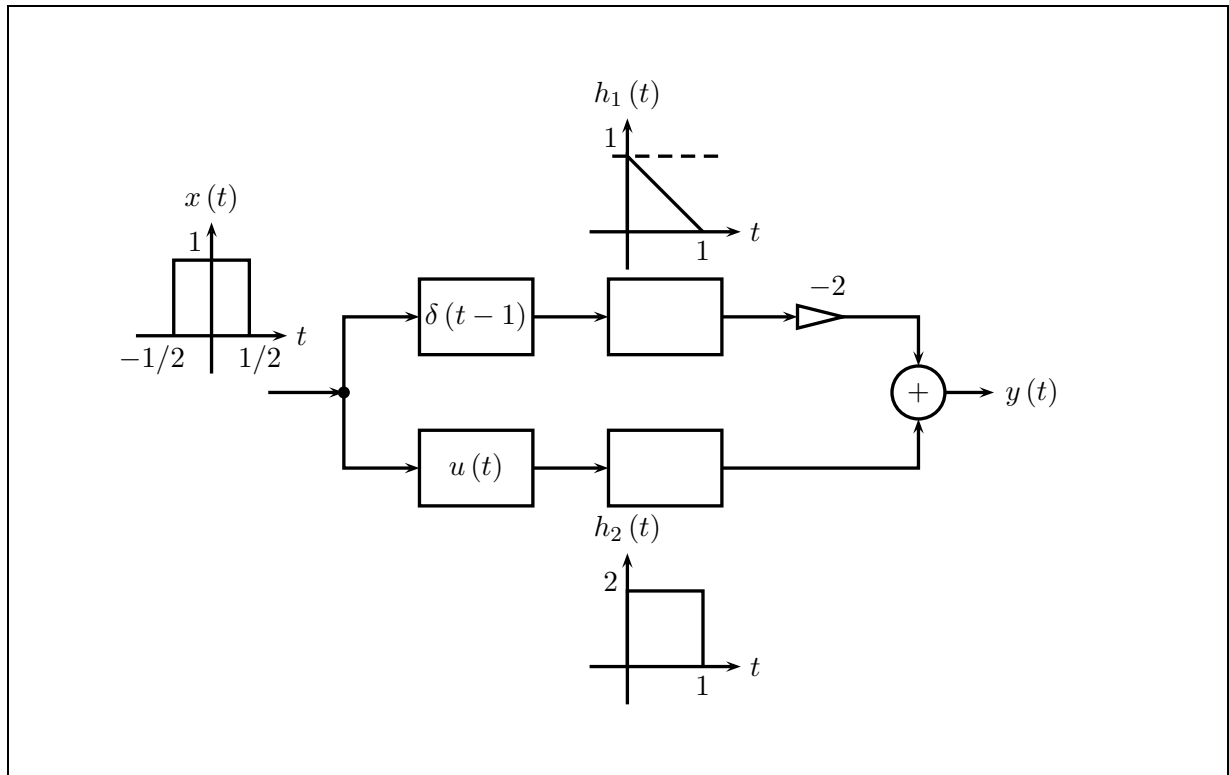 h₁ (t)
1
t
1
x (t)
1
t
−1/2
1/2
δ (t − 1)
−2
+
y (t)
u (t)
h₂ (t)
2
t
1